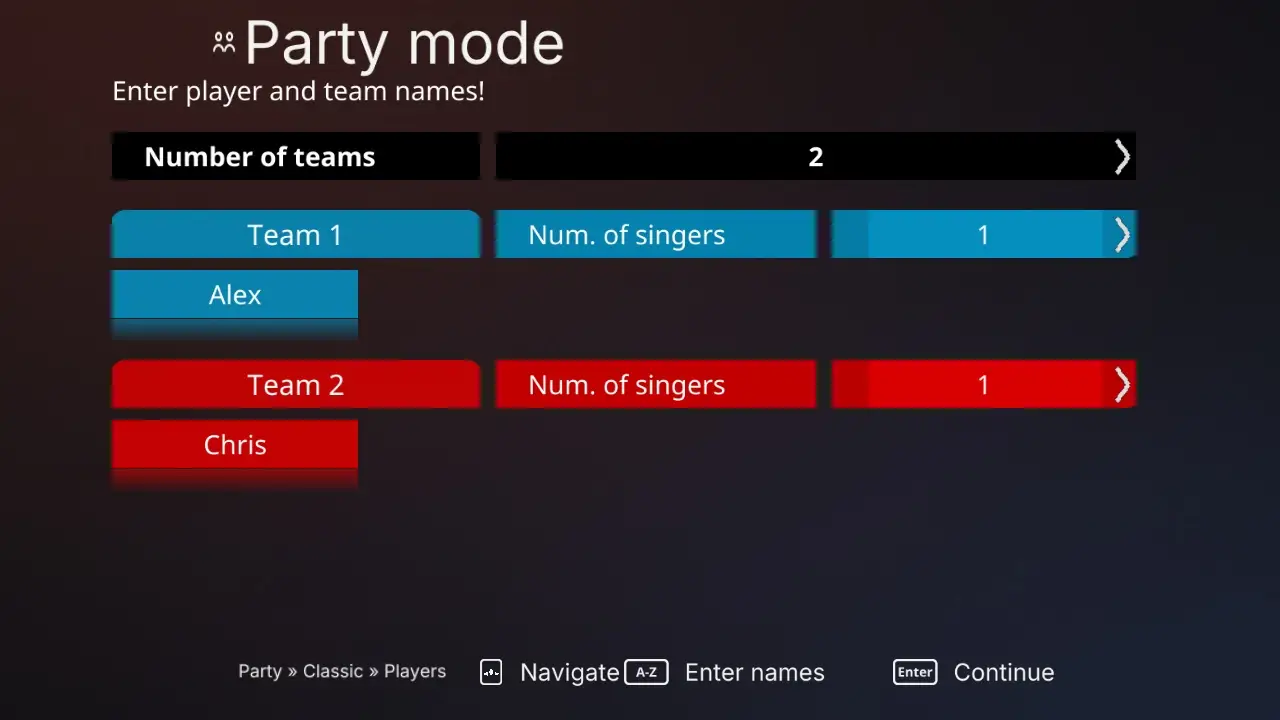 Party mode
Enter player and team names!
Number of teams 2
Team 1 Num. of singers 1
Alex
Team 2 Num. of singers 1
Chris
Party » Classic » Players Navigate A-Z Enter names Enter Continue